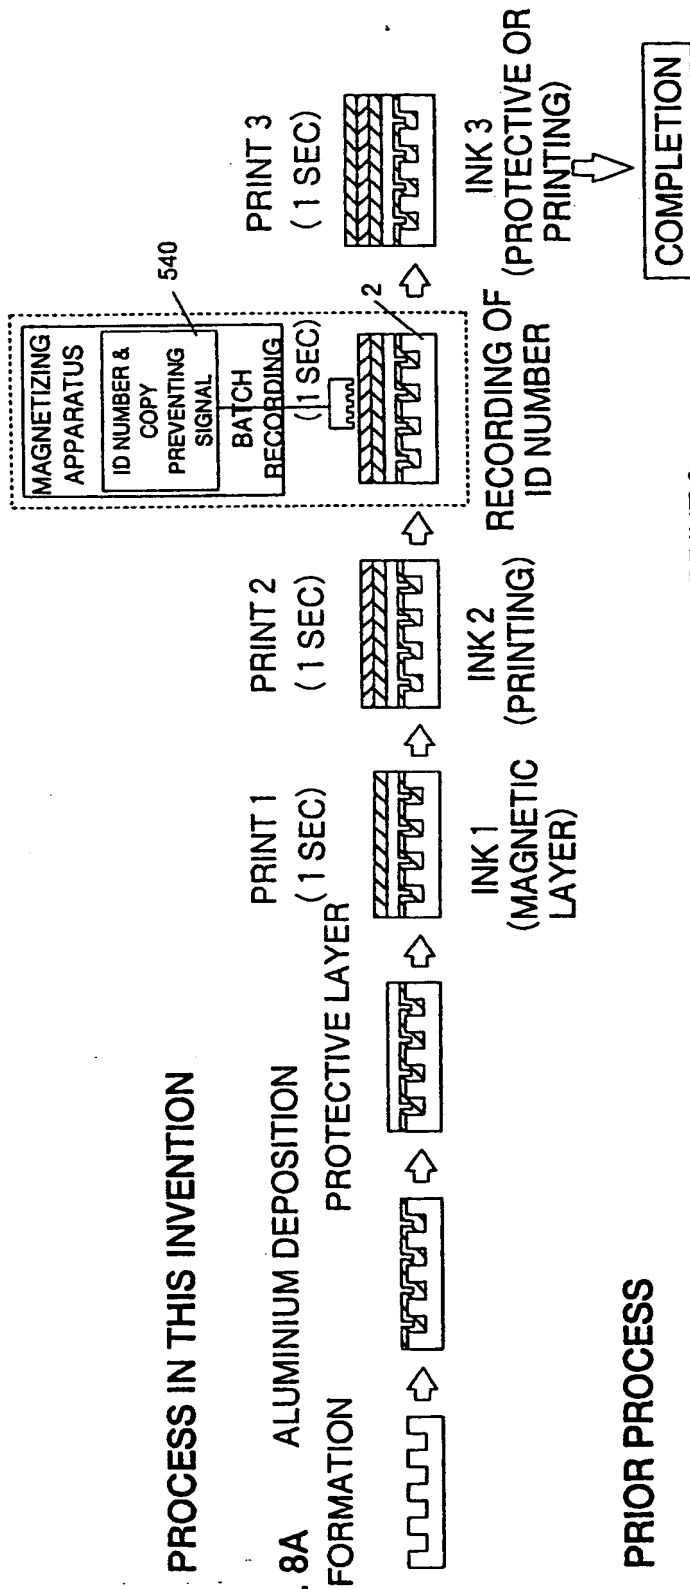 PROCESS IN THIS INVENTION
. 8A
FORMATION
ALUMINIUM DEPOSITION
PROTECTIVE LAYER
PRINT 1
(1 SEC)
INK 1
(MAGNETIC
LAYER)
PRINT 2
(1 SEC)
INK 2
(PRINTING)
MAGNETIZING
APPARATUS
ID NUMBER &
COPY
PREVENTING
SIGNAL
BATCH
RECORDING
(1 SEC)
540
2
RECORDING OF
ID NUMBER
PRINT 3
(1 SEC)
INK 3
(PROTECTIVE OR
PRINTING)
COMPLETION
PRIOR PROCESS